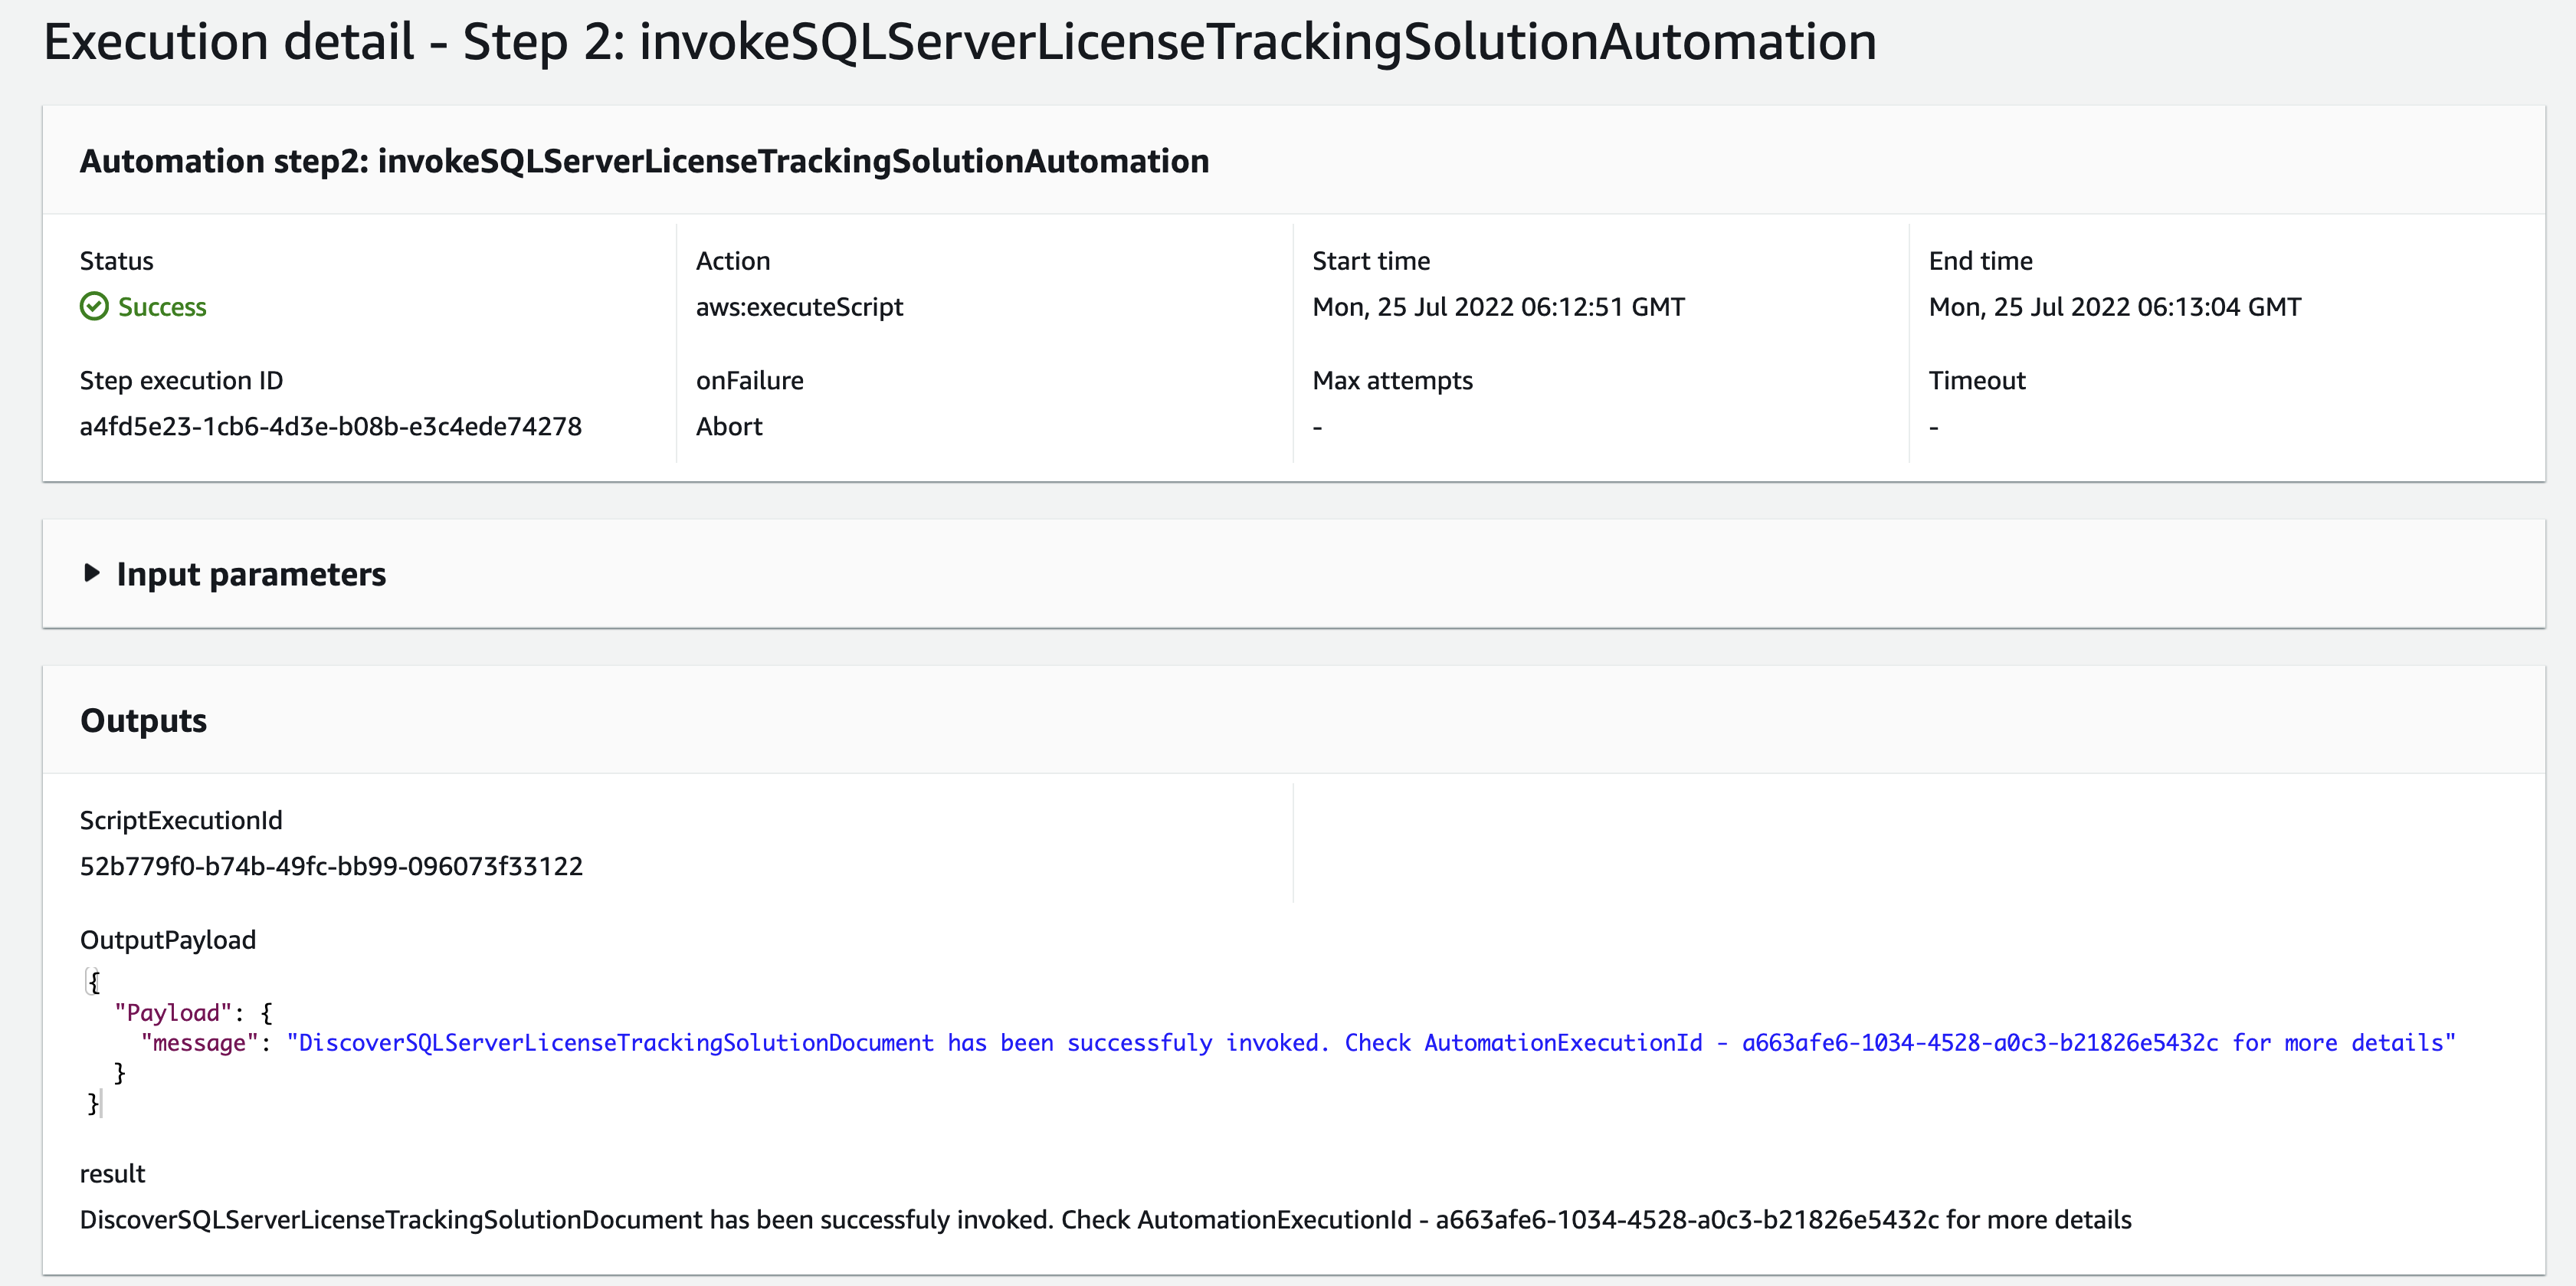 Execution detail - Step 2: invokeSQLServerLicenseTrackingSolutionAutomation
Automation step2: invokeSQLServerLicenseTrackingSolutionAutomation
Status
Success
Action
aws:executeScript
Start time
Mon, 25 Jul 2022 06:12:51 GMT
End time
Mon, 25 Jul 2022 06:13:04 GMT
Step execution ID
a4fd5e23-1cb6-4d3e-b08b-e3c4ede74278
onFailure
Abort
Max attempts
-
Timeout
-
Input parameters
Outputs
ScriptExecutionId
52b779f0-b74b-49fc-bb99-096073f33122
OutputPayload
{
"Payload": {
"message": "DiscoverSQLServerLicenseTrackingSolutionDocument has been successfuly invoked. Check AutomationExecutionId - a663afe6-1034-4528-a0c3-b21826e5432c for more details"
}
}
result
DiscoverSQLServerLicenseTrackingSolutionDocument has been successfuly invoked. Check AutomationExecutionId - a663afe6-1034-4528-a0c3-b21826e5432c for more details